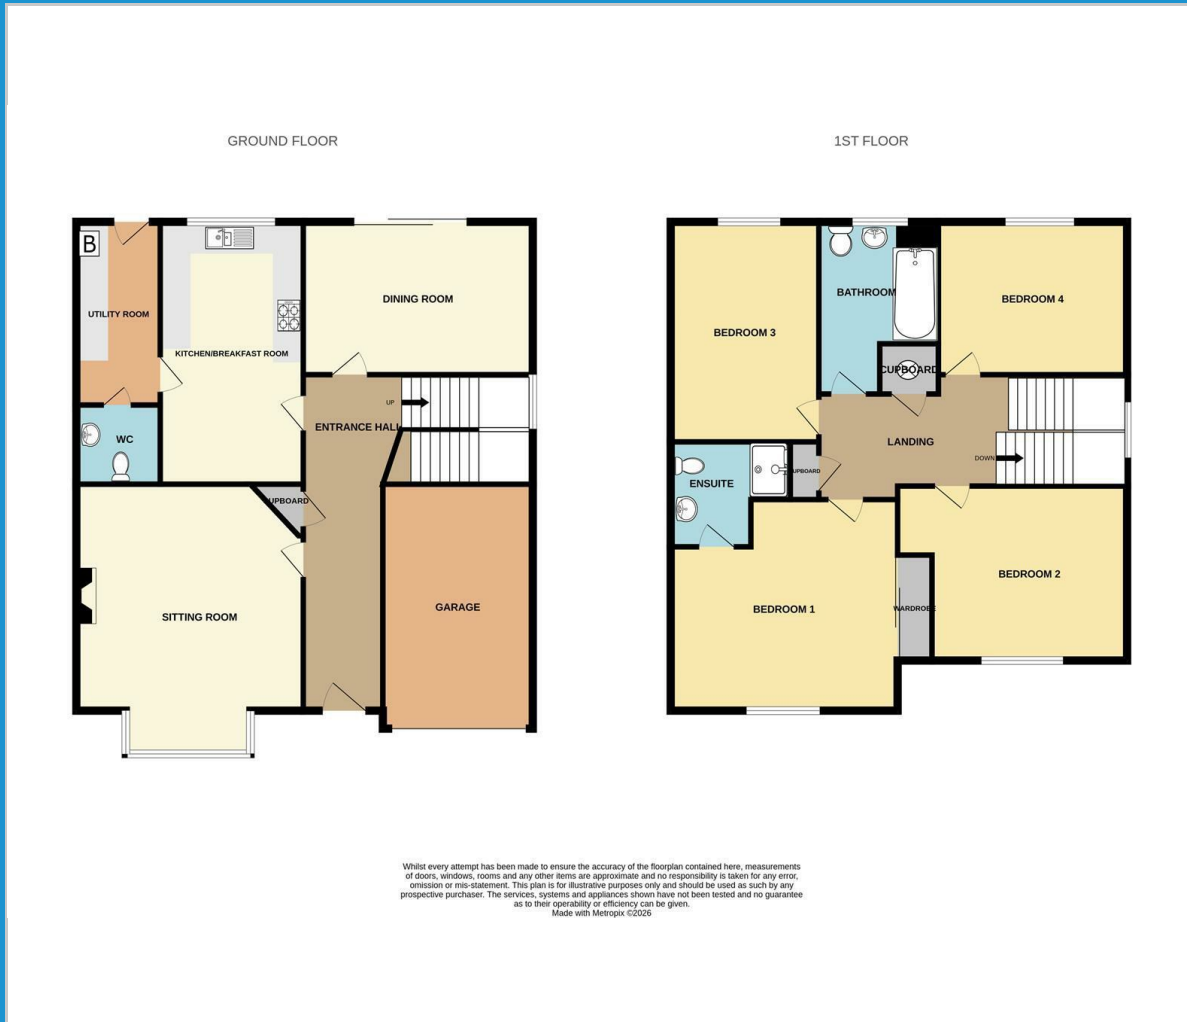 GROUND FLOOR
1ST FLOOR
B
UTILITY ROOM
KITCHEN/BREAKFAST ROOM
DINING ROOM
UP
ENTRANCE HALL
WC
CUPBOARD
SITTING ROOM
GARAGE
BEDROOM 3
BATHROOM
BEDROOM 4
CUPBOARD
LANDING
DOWN
CUPBOARD
ENSUITE
BEDROOM 2
BEDROOM 1
WARDROBE
Whilst every attempt has been made to ensure the accuracy of the floorplan contained here, measurements
of doors, windows, rooms and any other items are approximate and no responsibility is taken for any error,
omission or mis-statement. This plan is for illustrative purposes only and should be used as such by any
prospective purchaser. The services, systems and appliances shown have not been tested and no guarantee
as to their operability or efficiency can be given.
Made with Metropix ©2026